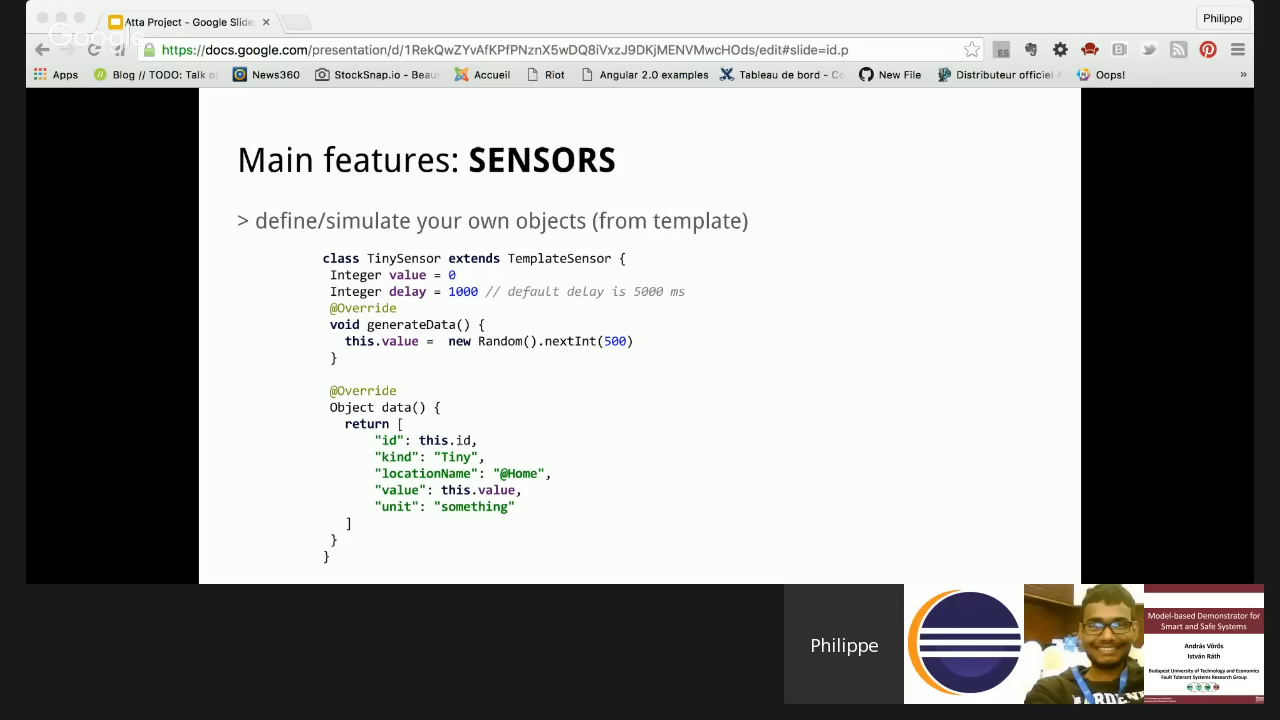 Atta Project - Google Slide
Philippe
Google
https://docs.google.com/presentation/d/1RekQwZYvAfKPfPNznX5wDQ8iVxzJ9DKjMENVMwcHOds/edit#slide=id.p
ES
Apps
Blog // TODO: Talk o
News360
StockSnap.io - Beau
Accueil
Riot
Angular 2.0 examples
Tableau de bord - Co
New File
Distributeur officiel
Oops!
»
Main features: SENSORS
> define/simulate your own objects (from template)
class TinySensor extends TemplateSensor {
Integer value = 0
Integer delay = 1000 // default delay is 5000 ms
@Override
void generateData() {
this.value = new Random().nextInt(500)
}
@Override
Object data() {
return [
"id": this.id,
"kind": "Tiny",
"locationName": "@Home",
"value": this.value,
"unit": "something"
]
}
}
Philippe
Model-based Demonstrator for
Smart and Safe Systems
András Vörös
István Ráth
Budapest University of Technology and Economics
Fault Tolerant Systems Research Group